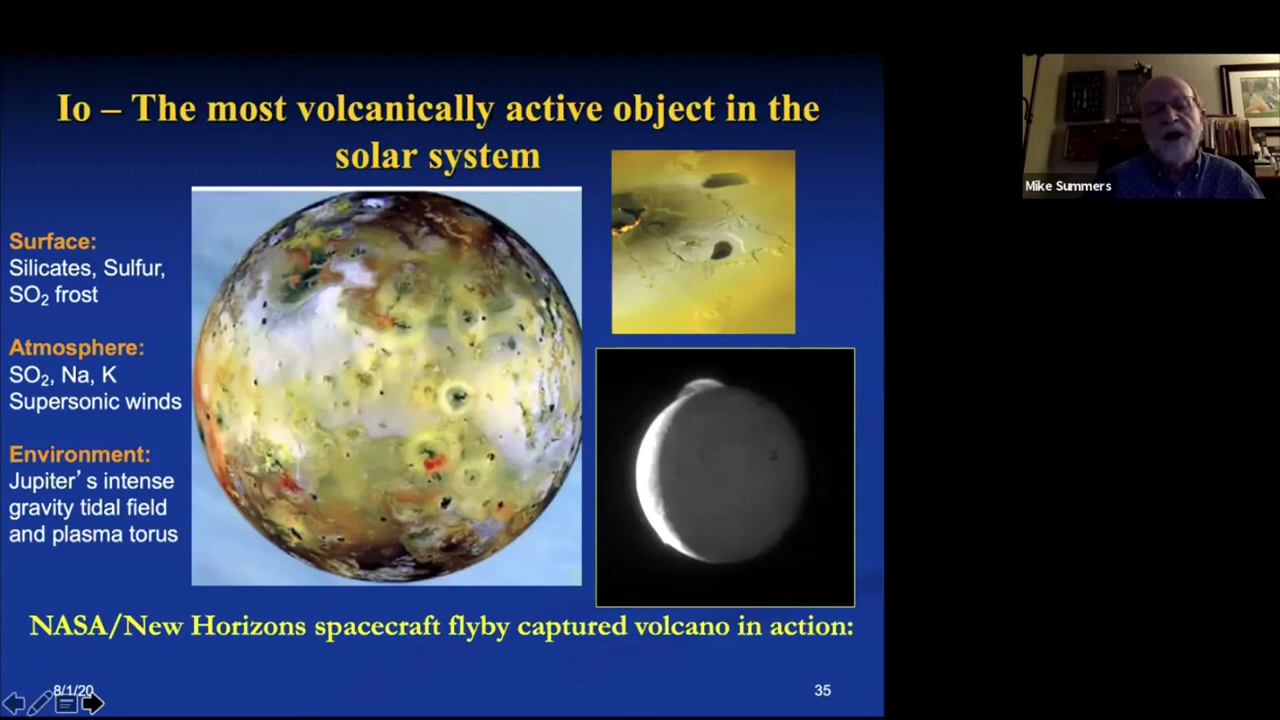 Io – The most volcanically active object in the
solar system
Surface:
Silicates, Sulfur,
SO₂ frost
Atmosphere:
SO₂, Na, K
Supersonic winds
Environment:
Jupiter’s intense
gravity tidal field
and plasma torus
NASA/New Horizons spacecraft flyby captured volcano in action:
8/1/20
35
Mike Summers